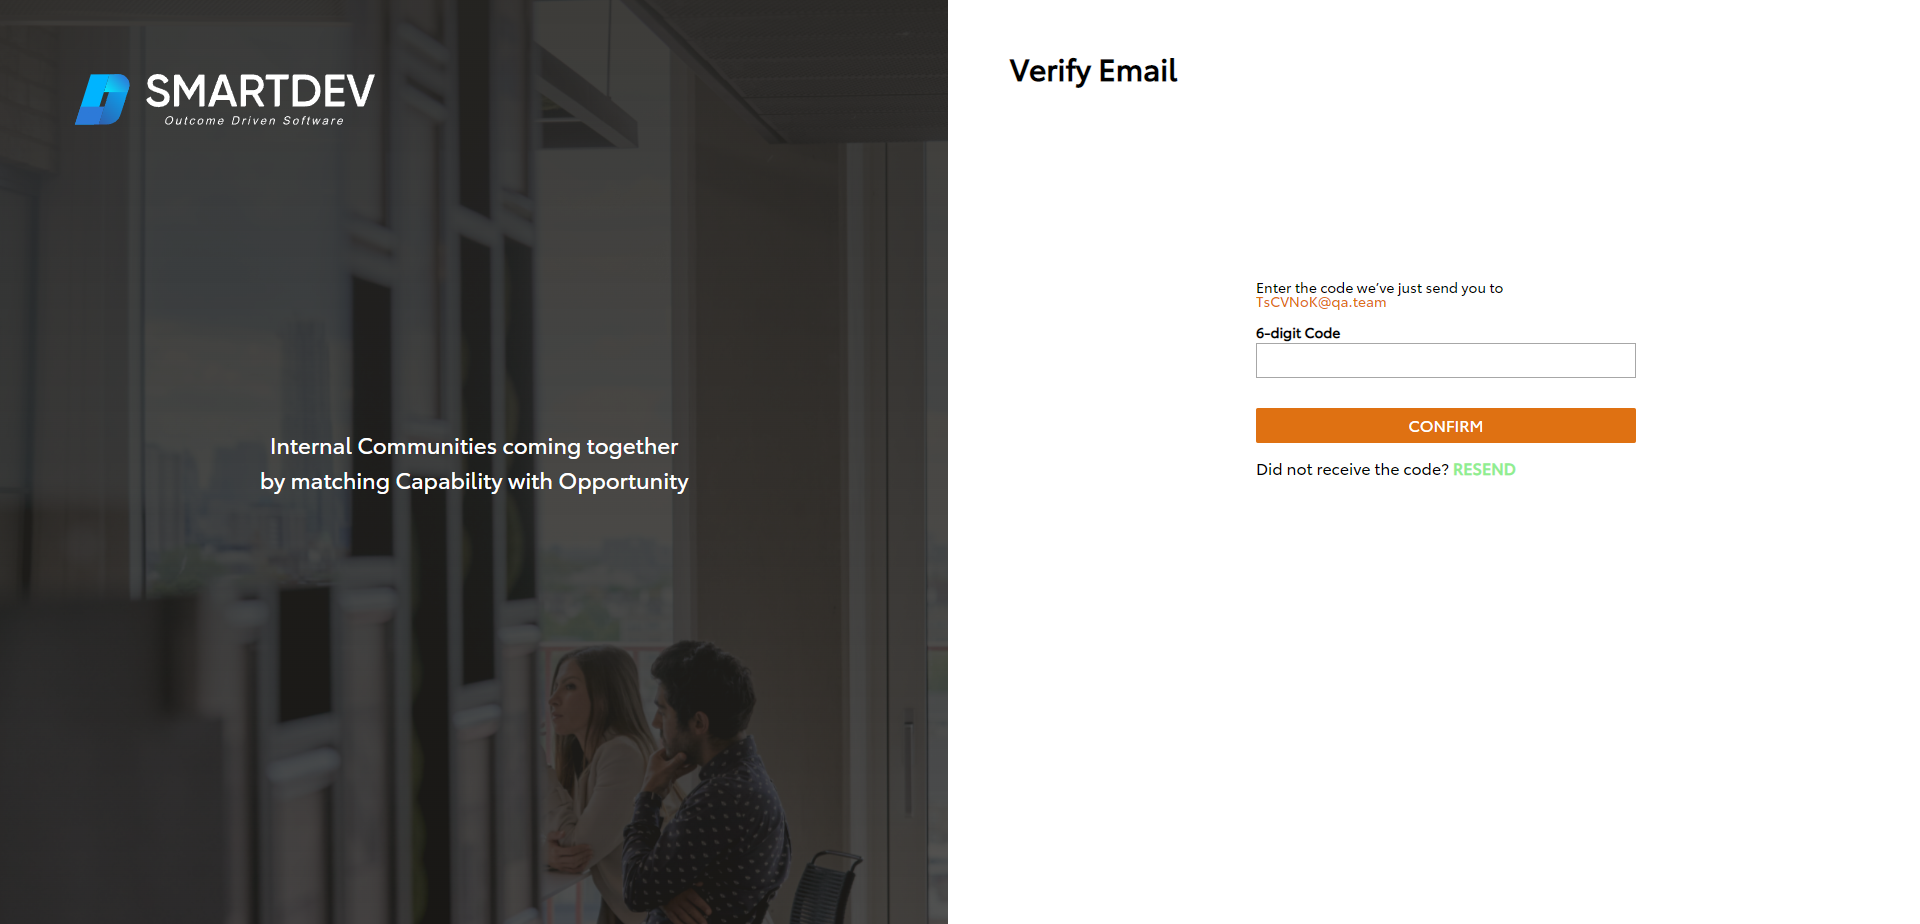 SMARTDEV
Outcome Driven Software
Internal Communities coming together
by matching Capability with Opportunity
Verify Email
Enter the code we've just send you to
TsCVNoK@qa.team
6-digit Code
CONFIRM
Did not receive the code? RESEND